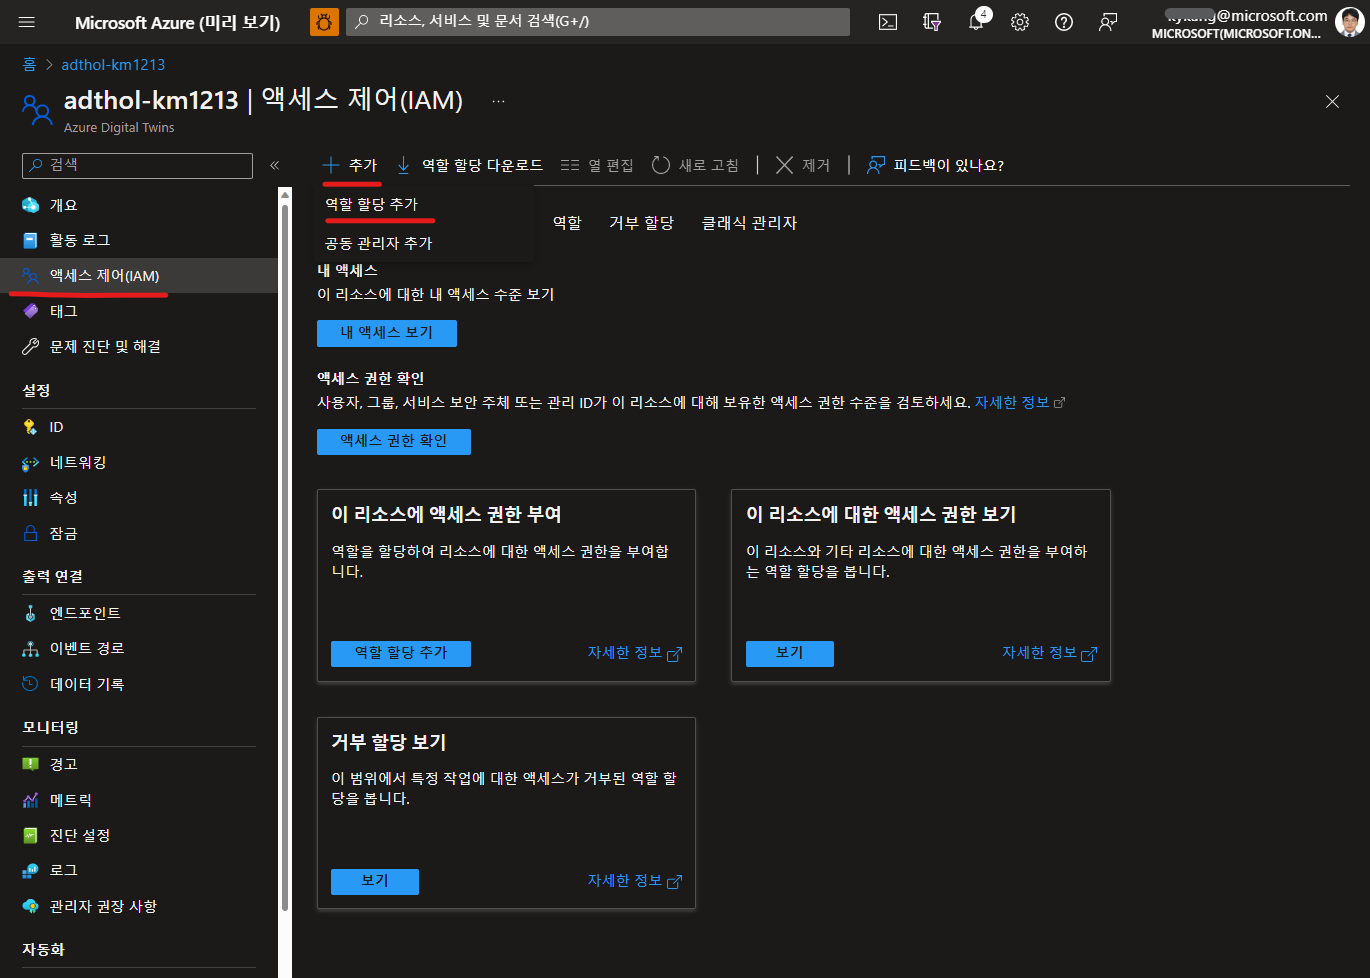 Microsoft Azure (미리 보기)
리소스, 서비스 및 문서 검색(G+/)
4
@microsoft.com
MICROSOFT(MICROSOFT.ON...
홈 > adthol-km1213
adthol-km1213 | 액세스 제어(IAM) ...
Azure Digital Twins
검색
«
추가
역할 할당 다운로드
열 편집
새로 고침
제거
피드백이 있나요?
역할 할당 추가
공동 관리자 추가
역할
거부 할당
클래식 관리자
개요
활동 로그
액세스 제어(IAM)
태그
문제 진단 및 해결
설정
ID
네트워킹
속성
잠금
출력 연결
엔드포인트
이벤트 경로
데이터 기록
모니터링
경고
메트릭
진단 설정
로그
관리자 권장 사항
자동화
내 액세스
이 리소스에 대한 내 액세스 수준 보기
내 액세스 보기
액세스 권한 확인
사용자, 그룹, 서비스 보안 주체 또는 관리 ID가 이 리소스에 대해 보유한 액세스 권한 수준을 검토하세요. 자세한 정보
액세스 권한 확인
이 리소스에 액세스 권한 부여
역할을 할당하여 리소스에 대한 액세스 권한을 부여합
니다.
역할 할당 추가
자세한 정보
이 리소스에 대한 액세스 권한 보기
이 리소스와 기타 리소스에 대한 액세스 권한을 부여하
는 역할 할당을 봅니다.
보기
자세한 정보
거부 할당 보기
이 범위에서 특정 작업에 대한 액세스가 거부된 역할 할
당을 봅니다.
보기
자세한 정보